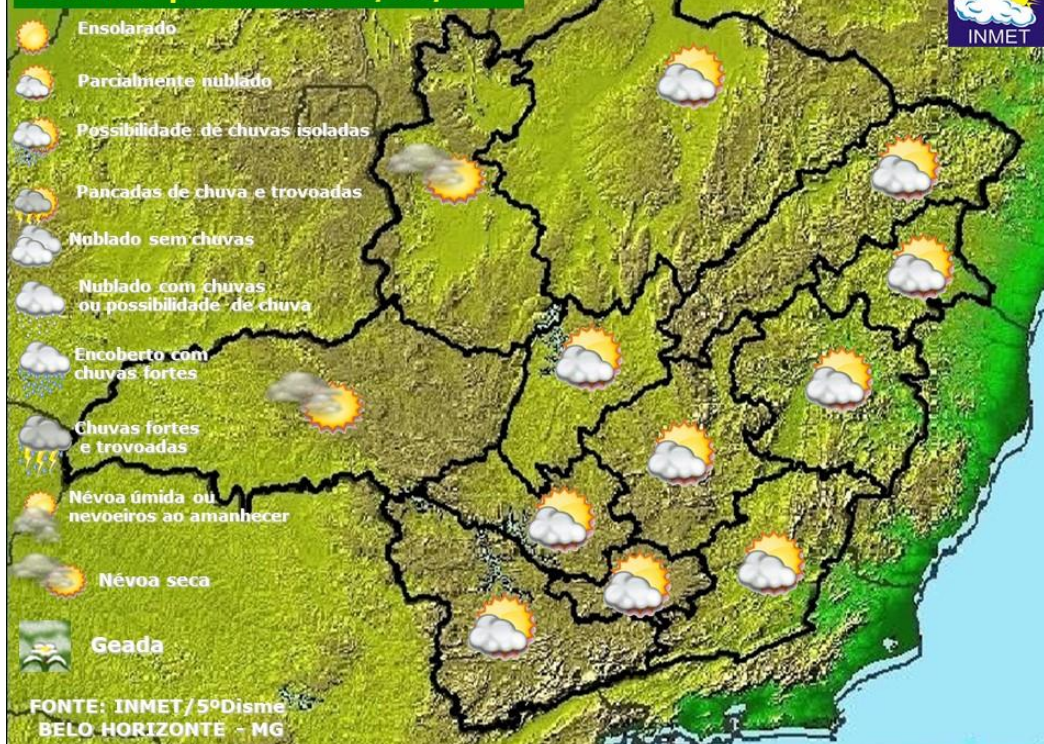 INMET
Ensolarado
Parcialmente nublado
Possibilidade de chuvas isoladas
Pancadas de chuva e trovoadas
Nublado sem chuvas
Nublado com chuvas
ou possibilidade de chuva
Encoberto com
chuvas fortes
Chuvas fortes
e trovoadas
Névoa úmida ou
nevoeiros ao amanhecer
Névoa seca
Geada
FONTE: INMET/5ºDisme
BELO HORIZONTE - MG